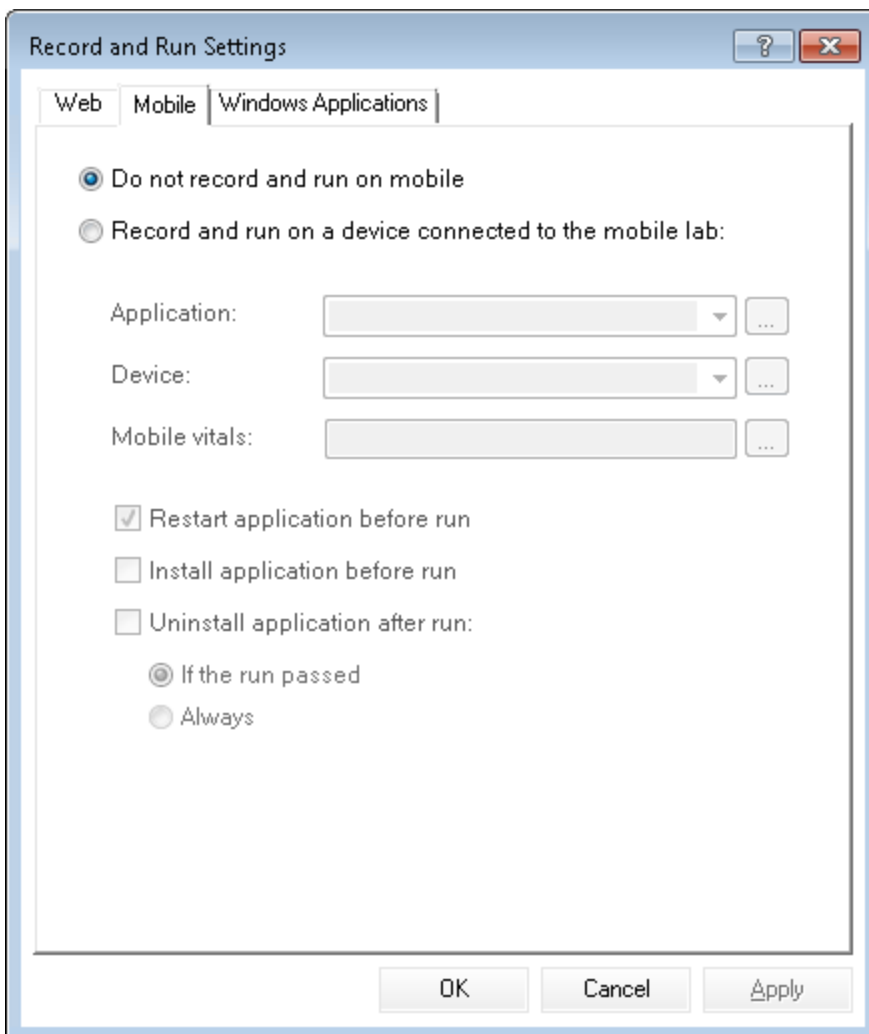 Record and Run Settings
Web Mobile Windows Applications
Do not record and run on mobile
Record and run on a device connected to the mobile lab:
Application: ...
Device: ...
Mobile vitals: ...
Restart application before run
Install application before run
Uninstall application after run:
If the run passed
Always
OK Cancel Apply